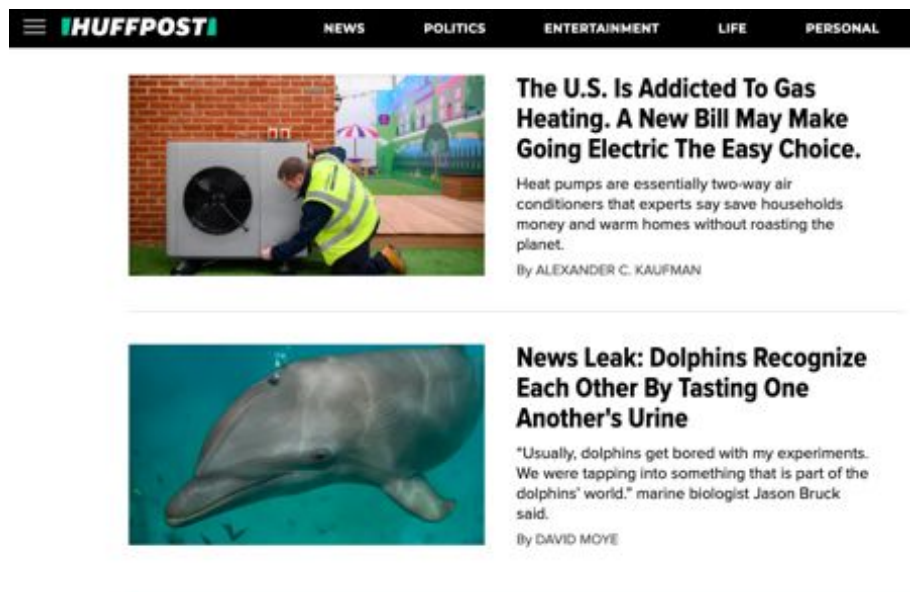 HUFFPOST
NEWS
POLITICS
ENTERTAINMENT
LIFE
PERSONAL
The U.S. Is Addicted To Gas
Heating. A New Bill May Make
Going Electric The Easy Choice.
Heat pumps are essentially two-way air
conditioners that experts say save households
money and warm homes without roasting the
planet.
By ALEXANDER C. KAUFMAN
News Leak: Dolphins Recognize
Each Other By Tasting One
Another's Urine
"Usually, dolphins get bored with my experiments.
We were tapping into something that is part of the
dolphins' world." marine biologist Jason Bruck
said.
By DAVID MOYE